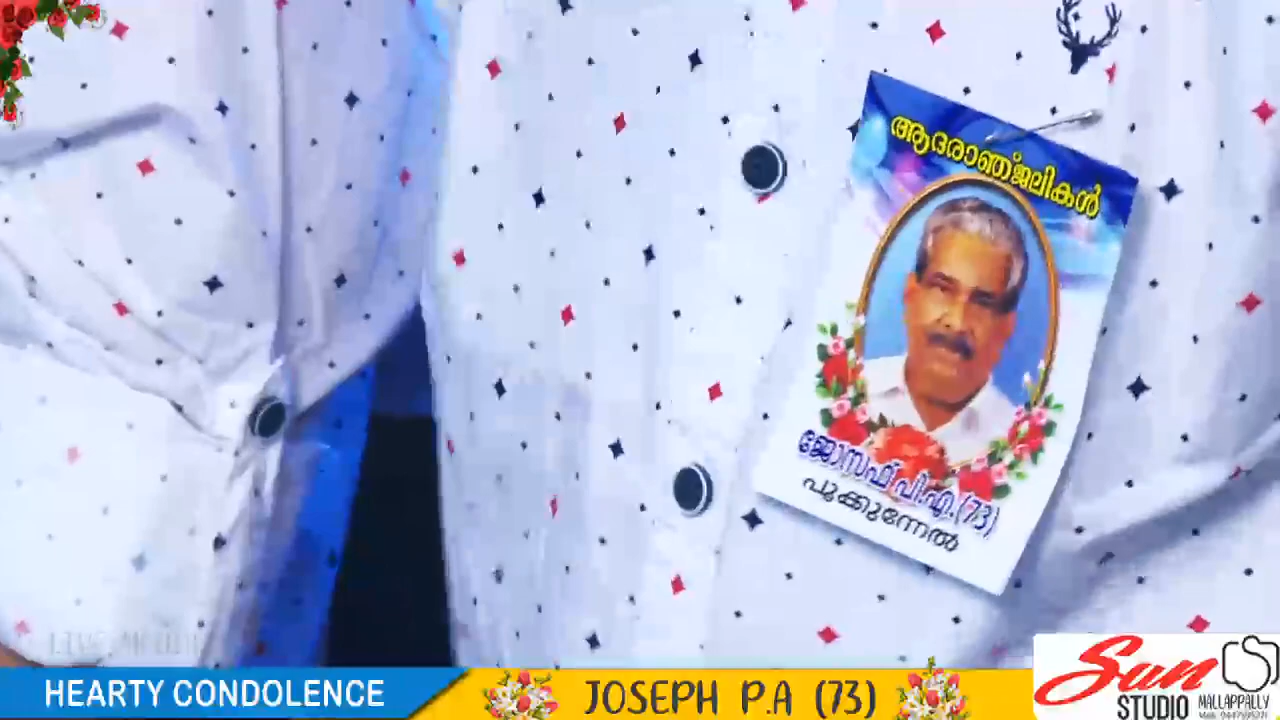 ആദരാഞ്ജലികൾ
ജോസഫ് പി.എ.(73)
പൂക്കുന്നേൽ
HEARTY CONDOLENCE
JOSEPH P.A (73)
Sun
STUDIO
MALLAPPALLY